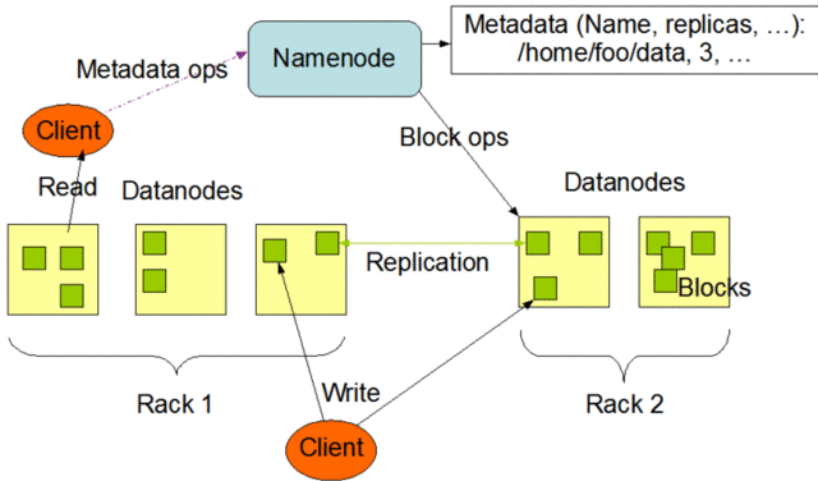 Metadata (Name, replicas, …):
/home/foo/data, 3, …
Namenode
Metadata ops
Client
Block ops
Read
Datanodes
Datanodes
Replication
Blocks
Rack 1
Write
Rack 2
Client